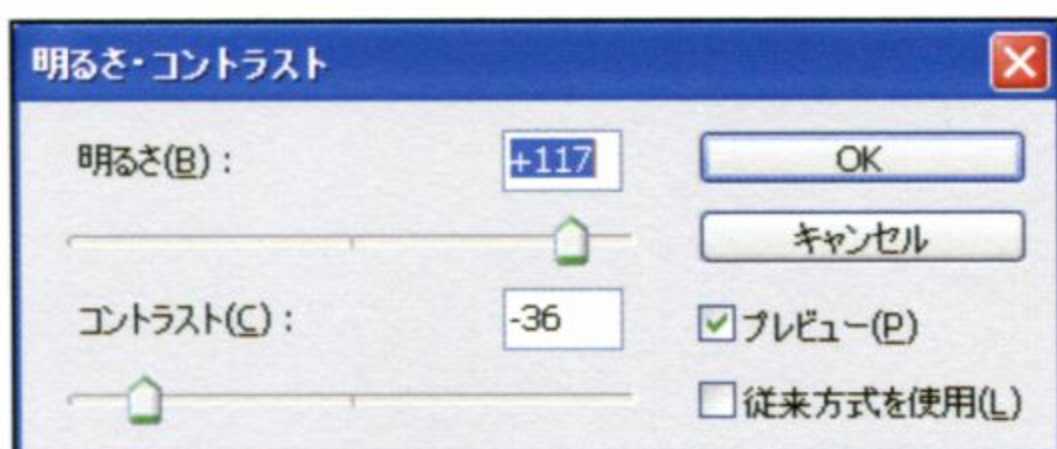 明るさ・コントラスト
明るさ(B):
+117
OK
キャンセル
コントラスト(C):
-36
プレビュー(P)
従来方式を使用(L)